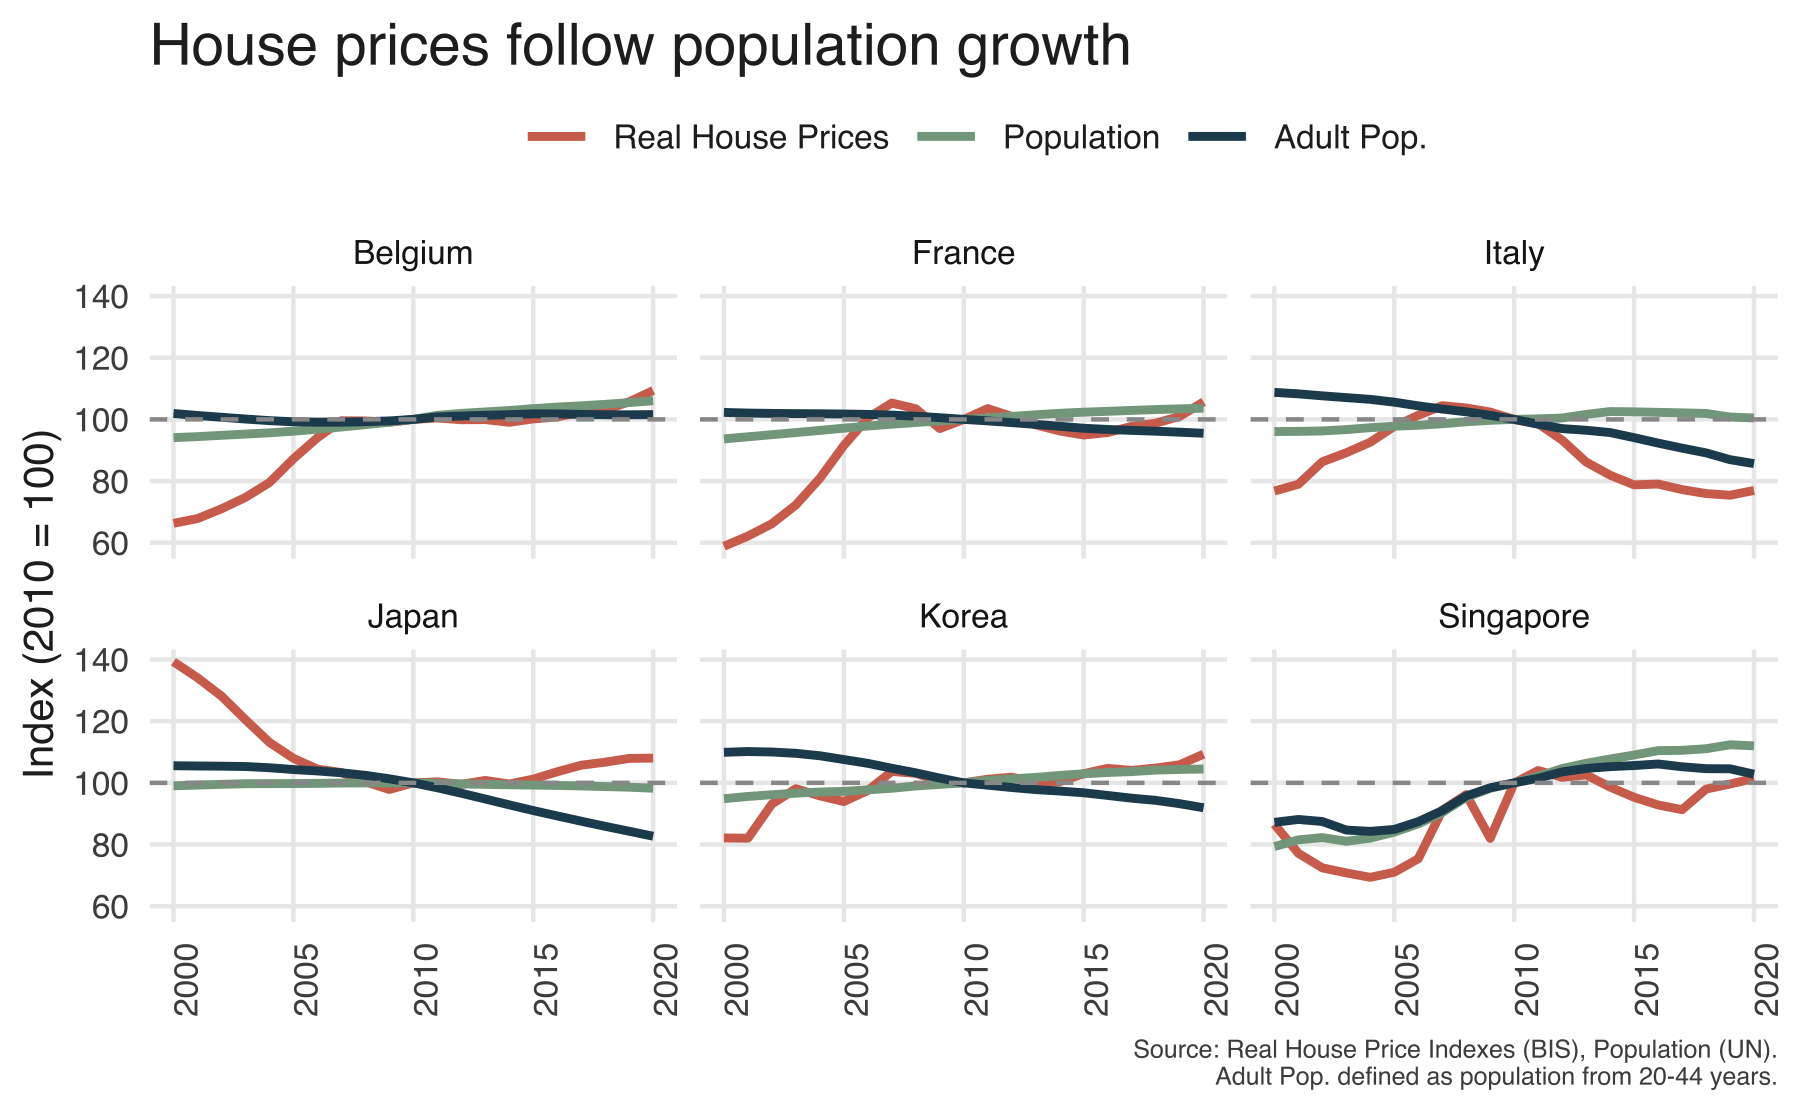 House prices follow population growth
Real House Prices Population Adult Pop.
Belgium France Italy
Index (2010 = 100)
140
120
100
80
60
Japan Korea Singapore
140
120
100
80
60
2000 2005 2010 2015 2020 2000 2005 2010 2015 2020 2000 2005 2010 2015 2020
Source: Real House Price Indexes (BIS), Population (UN).
Adult Pop. defined as population from 20-44 years.